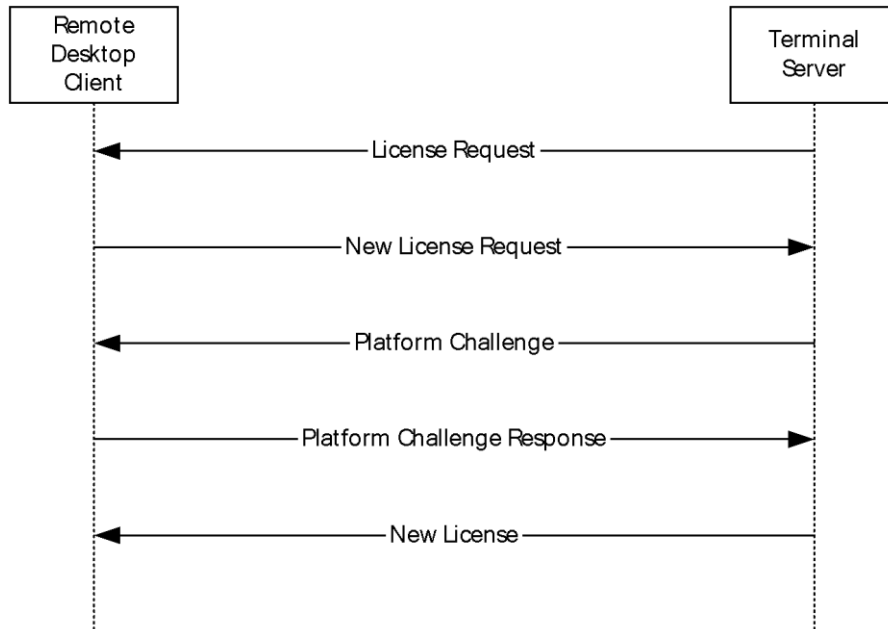 Remote
Desktop
Client
Terminal
Server
License Request
New License Request
Platform Challenge
Platform Challenge Response
New License